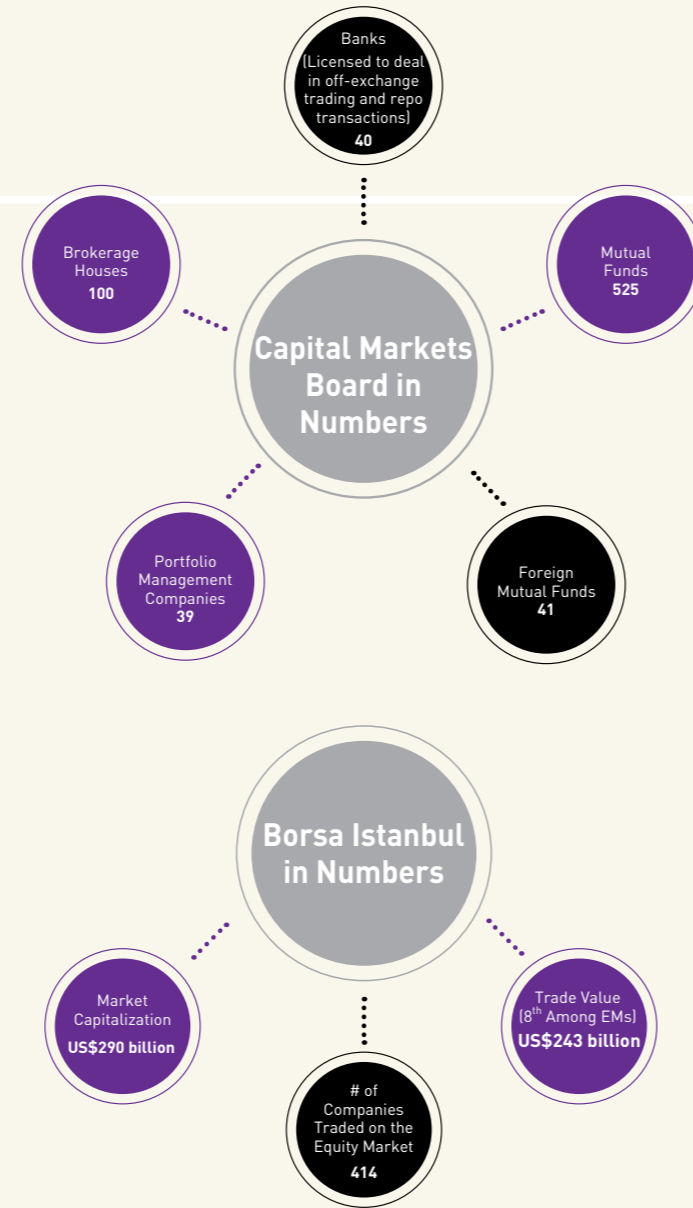 Banks
(Licensed to deal
in off-exchange
trading and repo
transactions)
40
Brokerage
Houses
100
Mutual
Funds
525
Capital Markets
Board in
Numbers
Portfolio
Management
Companies
39
Foreign
Mutual Funds
41
Borsa Istanbul
in Numbers
Market
Capitalization
US$290 billion
Trade Value
(8th Among EMs)
US$243 billion
# of
Companies
Traded on the
Equity Market
414